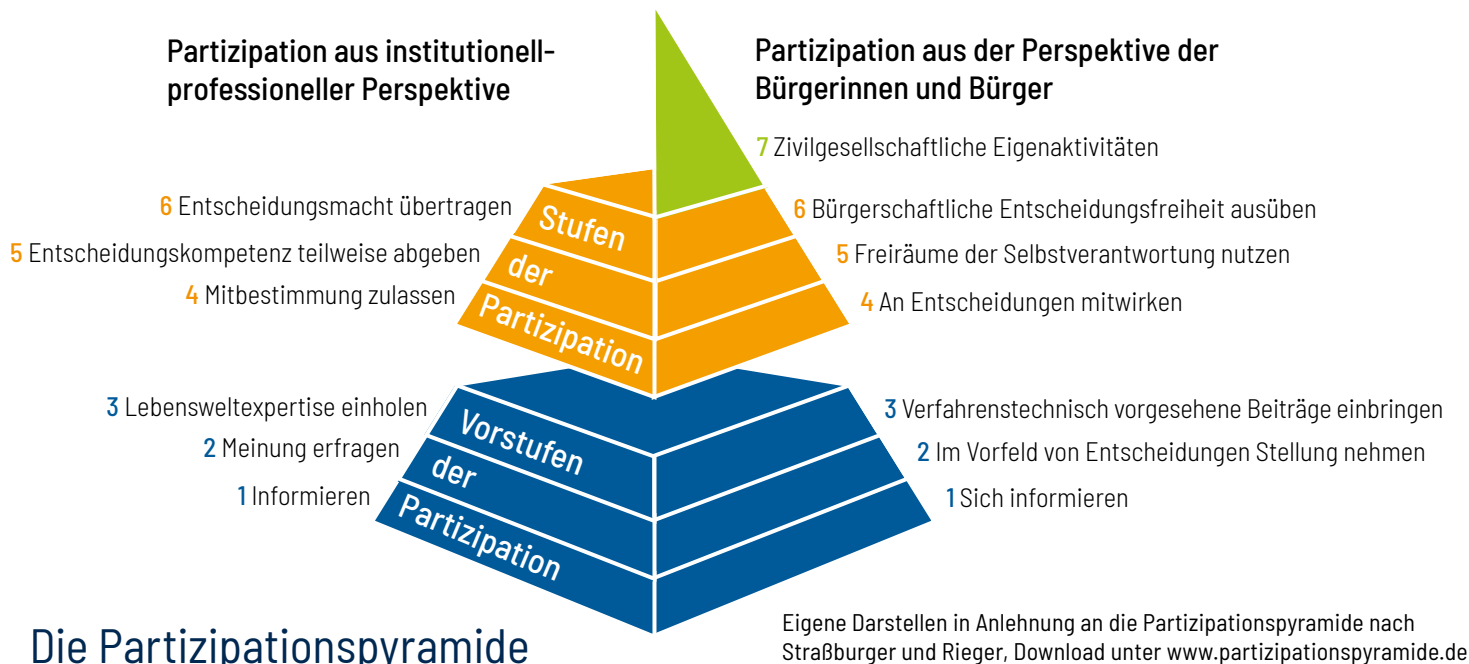 Partizipation aus institutionell-
professioneller Perspektive
6 Entscheidungsmacht übertragen
5 Entscheidungskompetenz teilweise abgeben
4 Mitbestimmung zulassen
3 Lebensweltexpertise einholen
2 Meinung erfragen
1 Informieren
Stufen
der
Partizipation
Vorstufen
der
Partizipation
Partizipation aus der Perspektive der
Bürgerinnen und Bürger
7 Zivilgesellschaftliche Eigenaktivitäten
6 Bürgerschaftliche Entscheidungsfreiheit ausüben
5 Freiräume der Selbstverantwortung nutzen
4 An Entscheidungen mitwirken
3 Verfahrenstechnisch vorgesehene Beiträge einbringen
2 Im Vorfeld von Entscheidungen Stellung nehmen
1 Sich informieren
Die Partizipationspyramide
Eigene Darstellen in Anlehnung an die Partizipationspyramide nach
Straßburger und Rieger, Download unter www.partizipationspyramide.de